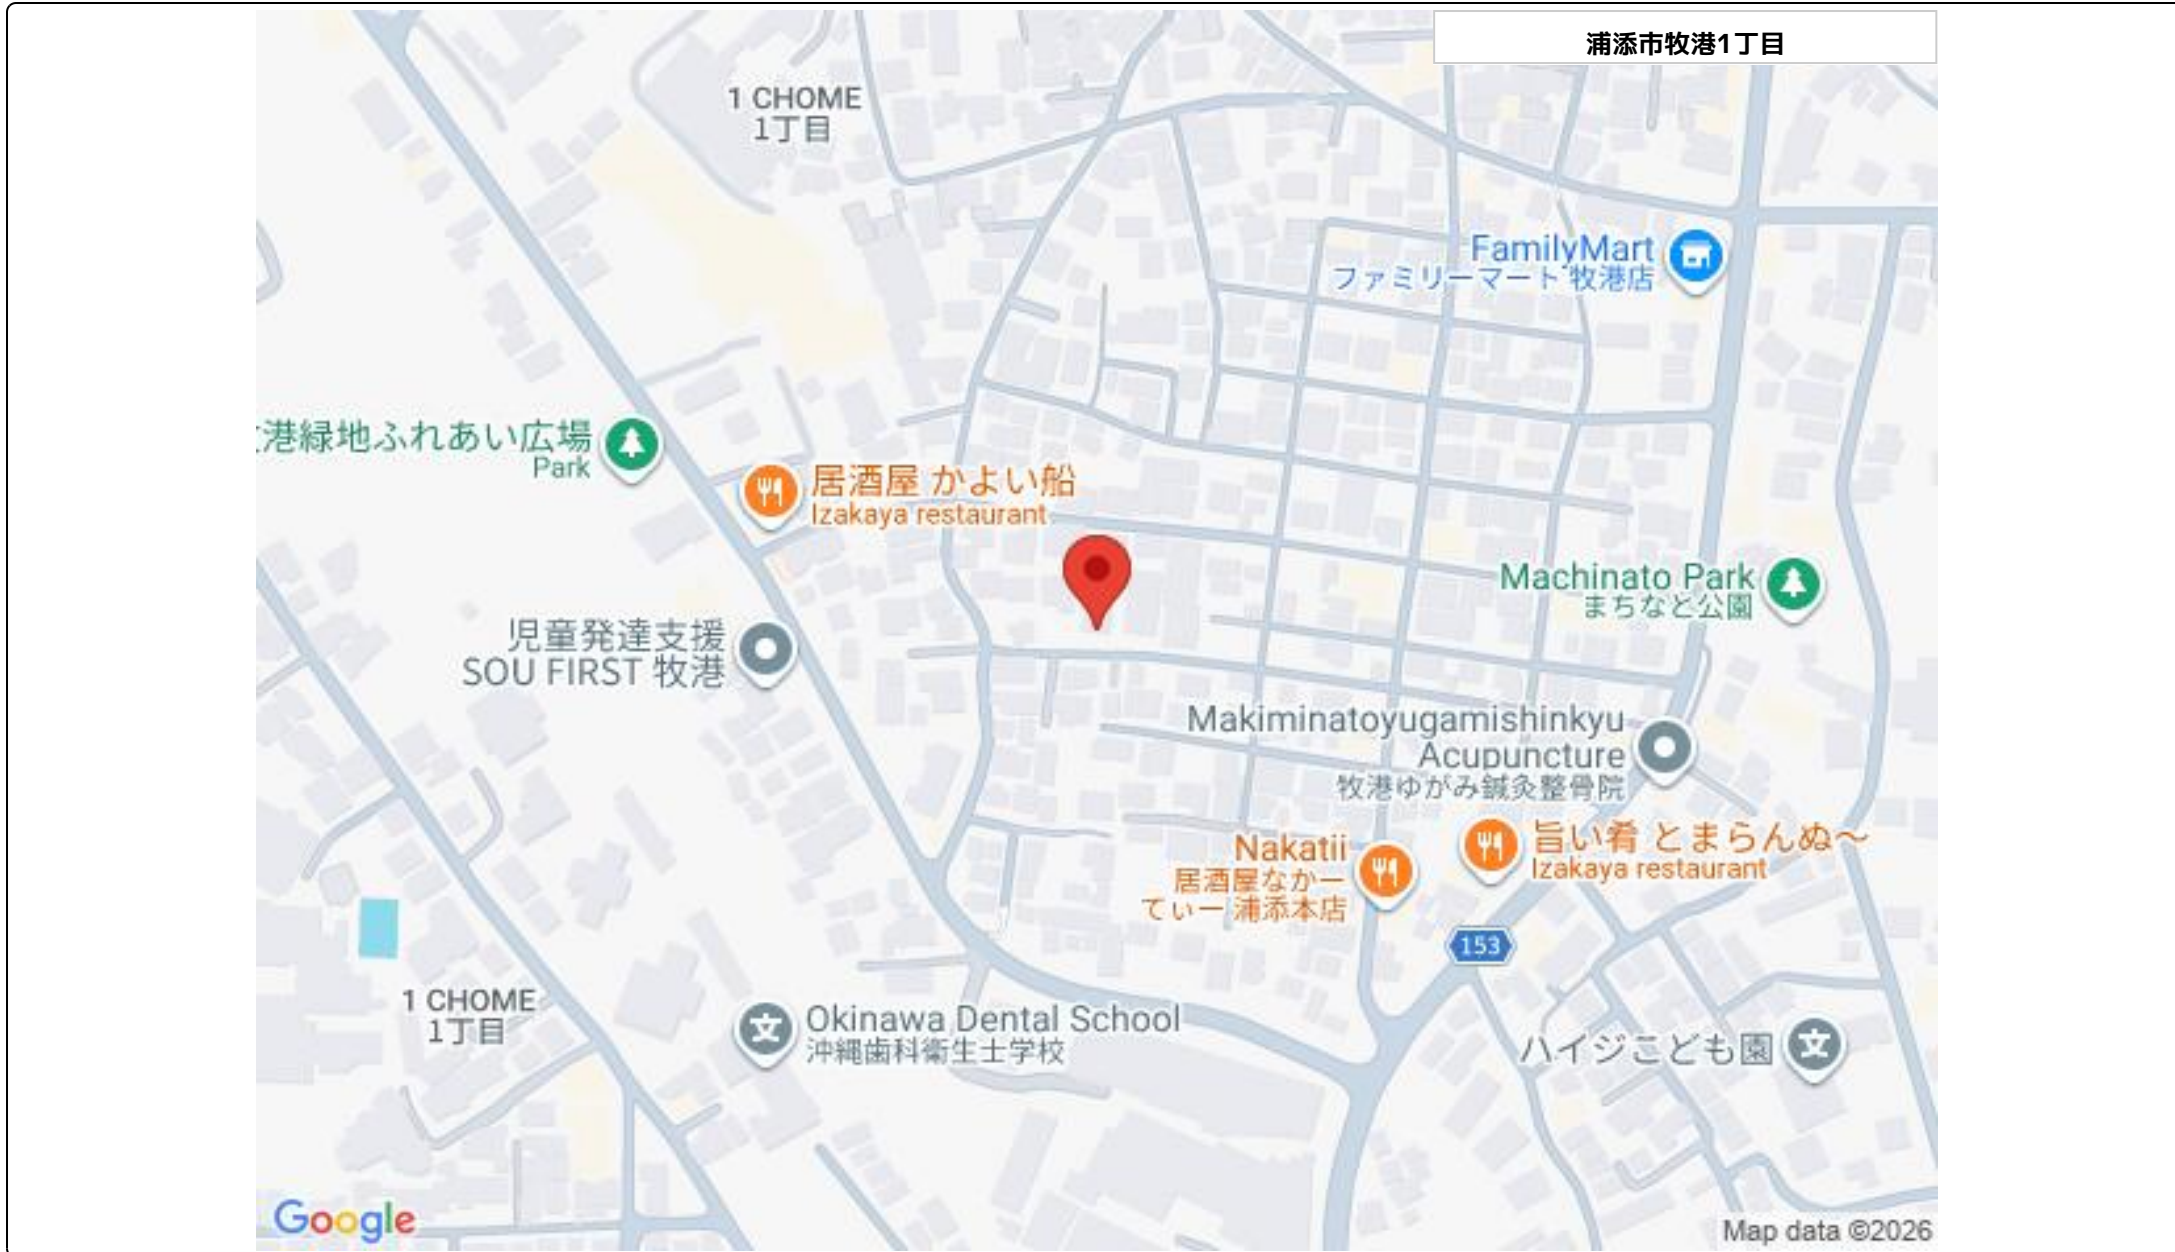 浦添市牧港1丁目
1 CHOME
1丁目
FamilyMart
ファミリーマート 牧港店
港緑地ふれあい広場
Park
居酒屋 かよい船
Izakaya restaurant
Machinato Park
まちなと公園
児童発達支援
SOU FIRST 牧港
Makiminatoyugamishinkyu
Acupuncture
牧港ゆがみ鍼灸整骨院
Nakatii
居酒屋なかー
てぃー 浦添本店
旨い肴 とまらんぬ～
Izakaya restaurant
153
1 CHOME
1丁目
Okinawa Dental School
沖縄歯科衛生士学校
ハイジこども園
Google
Map data ©2026